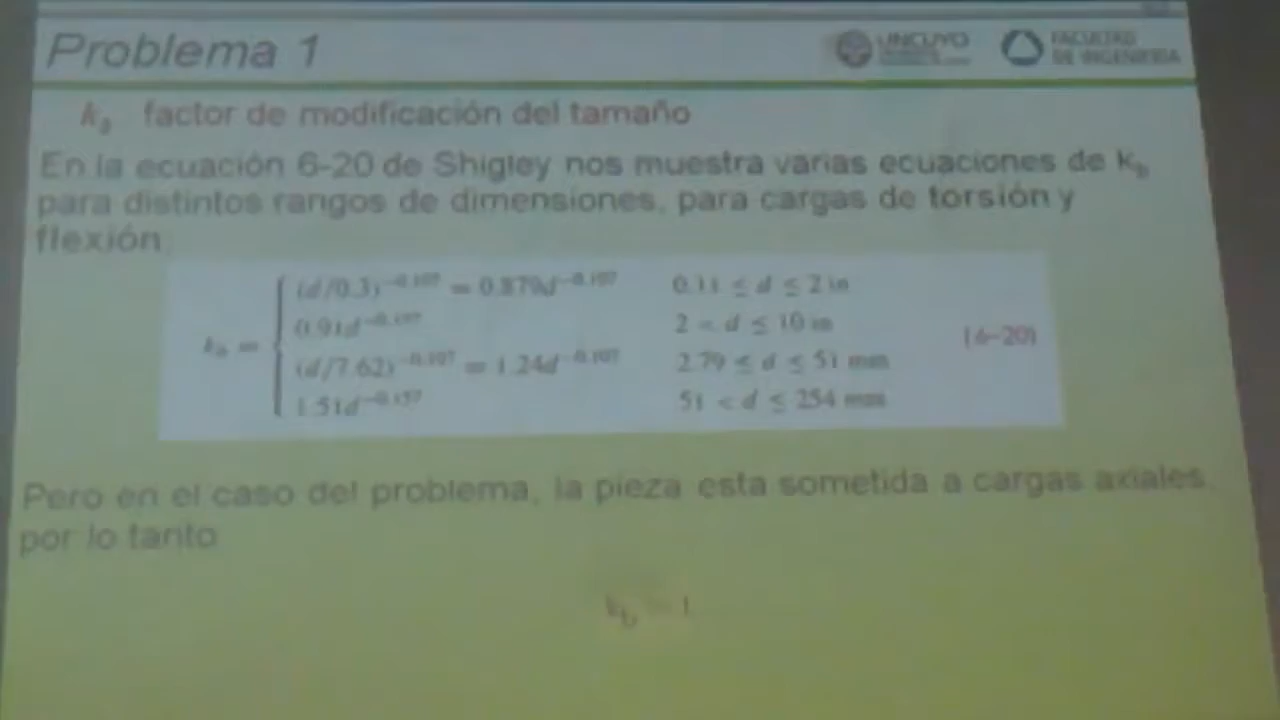 Problema 1
UNCUYO
FACULTAD
DE INGENIERIA
factor de modificación del tamaño
En la ecuación 6-20 de Shigley nos muestra varias ecuaciones de k_b
para distintos rangos de dimensiones, para cargas de torsión y
flexión
(d/0.3)^−0.107 = 0.879d^−0.107 0.11 ≤ d ≤ 2 in
0.91d^−0.157 2 < d ≤ 10 in
k_b = (6–20)
(d/7.62)^−0.107 = 1.24d^−0.107 2.79 ≤ d ≤ 51 mm
1.51d^−0.157 51 < d ≤ 254 mm
Pero en el caso del problema, la pieza esta sometida a cargas axiales,
por lo tanto
k_b = 1